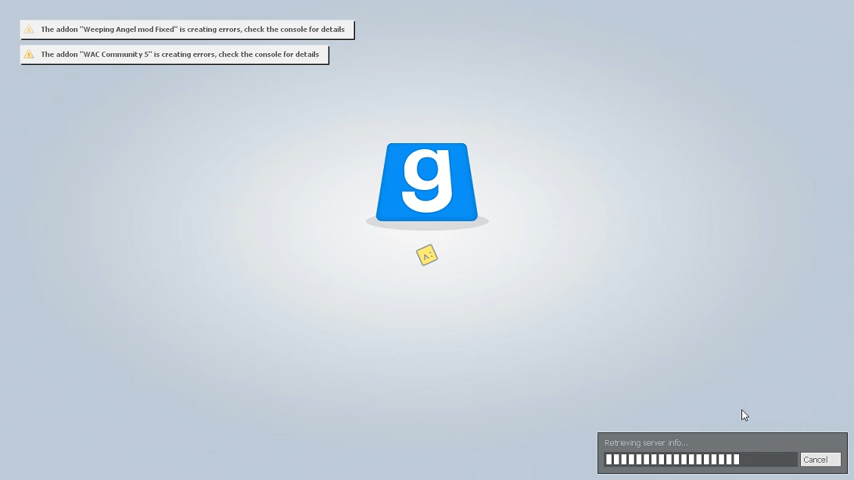 The addon "Weeping Angel mod Fixed" is creating errors, check the console for details
The addon "WAC Community 5" is creating errors, check the console for details
g
Retrieving server info...
Cancel